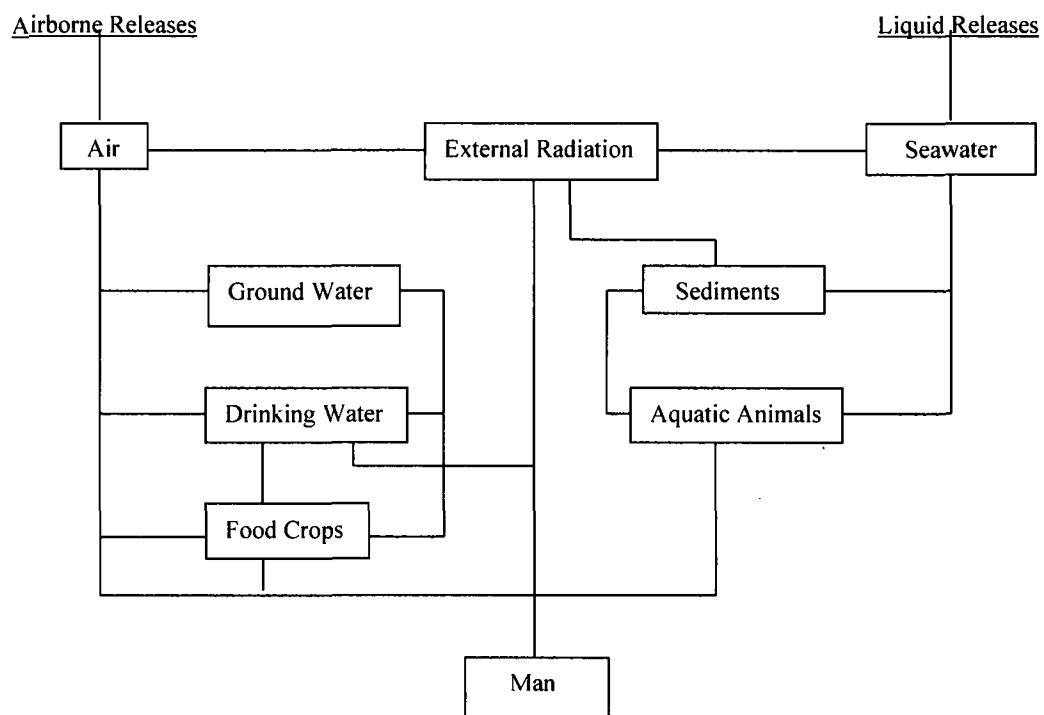 Airborne Releases
Liquid Releases
Air
External Radiation
Seawater
Ground Water
Sediments
Drinking Water
Aquatic Animals
Food Crops
Man